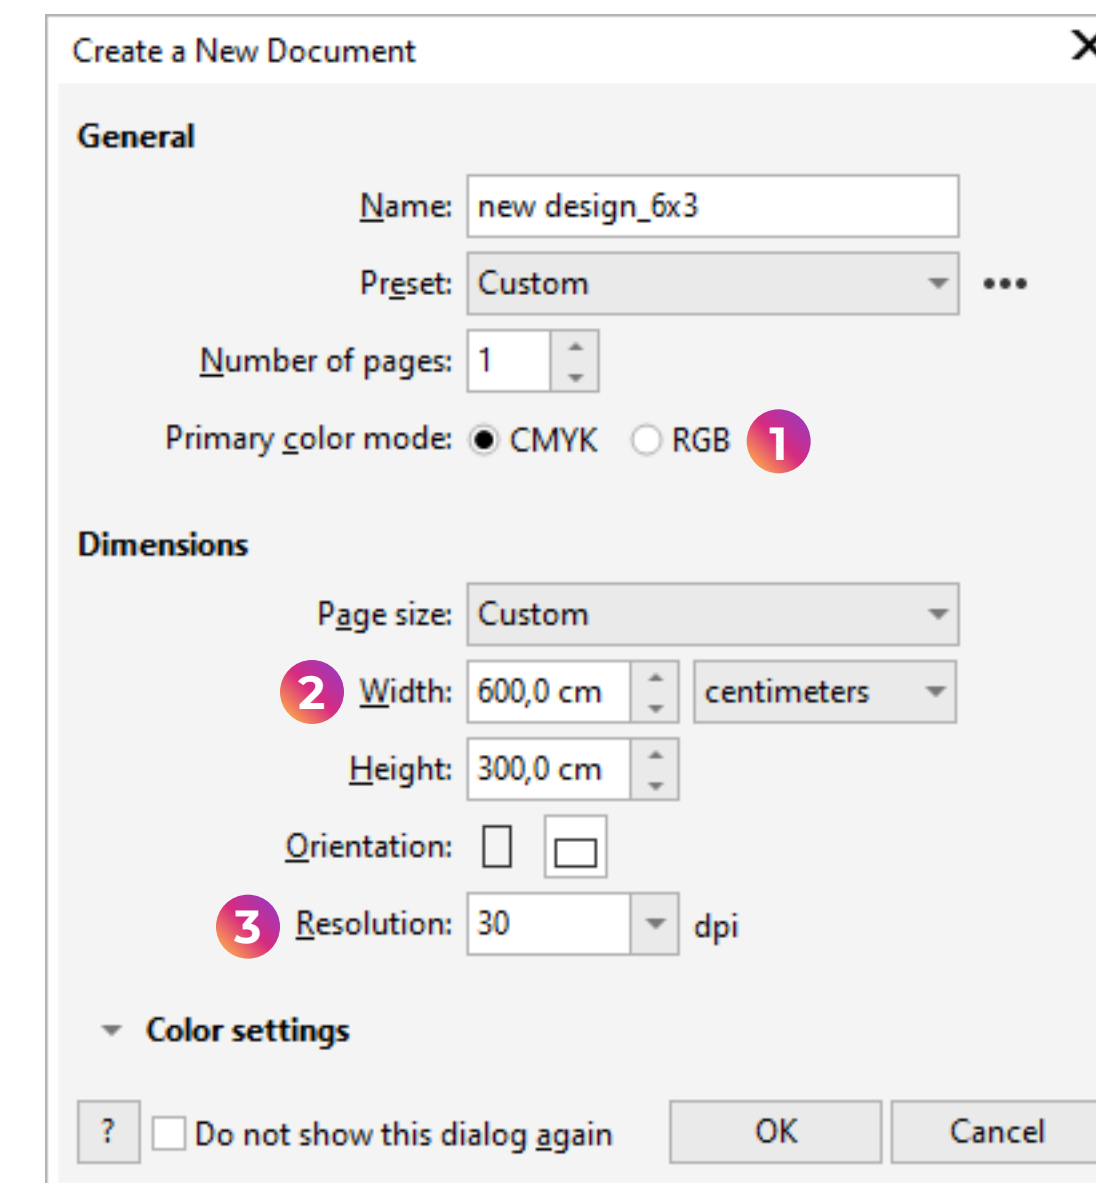 Create a New Document
General
Name: new design_6x3
Preset: Custom
Number of pages: 1
Primary color mode: CMYK RGB 1
Dimensions
Page size: Custom
2 Width: 600,0 cm centimeters
Height: 300,0 cm
Orientation:
3 Resolution: 30 dpi
Color settings
? Do not show this dialog again OK Cancel